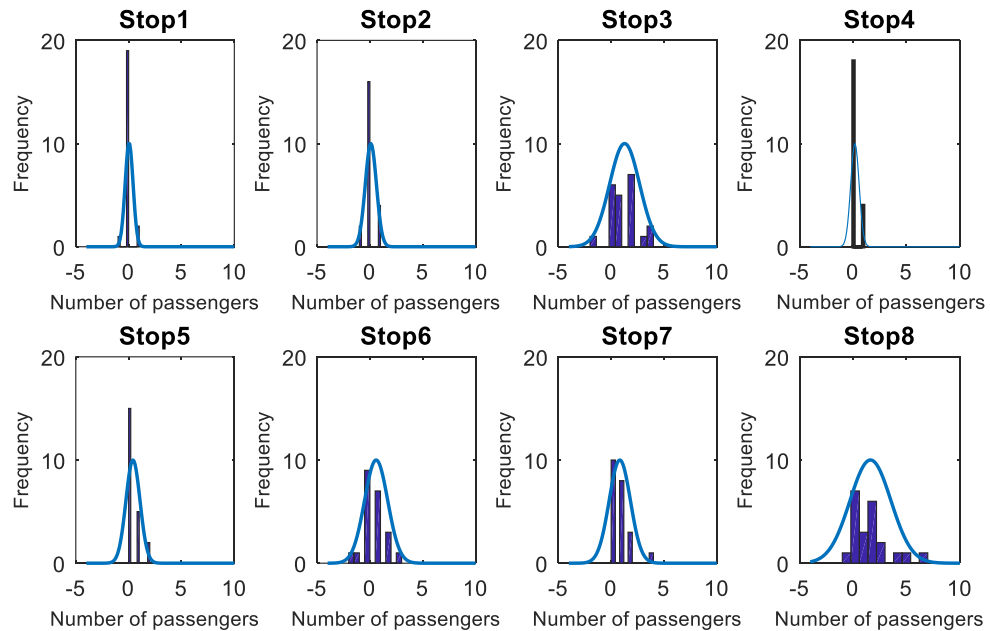 Stop1 Stop2 Stop3 Stop4
20 20 20 20
Frequency Frequency Frequency Frequency
10 10 10 10
0 0 0 0
-5 0 5 10 -5 0 5 10 -5 0 5 10 -5 0 5 10
Number of passengers Number of passengers Number of passengers Number of passengers
Stop5 Stop6 Stop7 Stop8
20 20 20 20
Frequency Frequency Frequency Frequency
10 10 10 10
0 0 0 0
-5 0 5 10 -5 0 5 10 -5 0 5 10 -5 0 5 10
Number of passengers Number of passengers Number of passengers Number of passengers